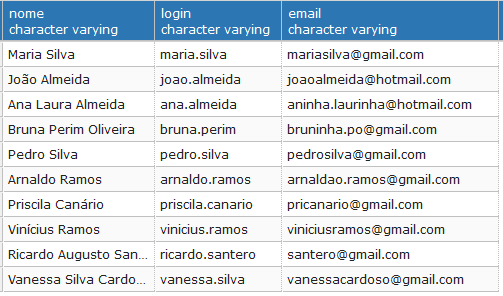 nome login email
character varying character varying character varying
Maria Silva maria.silva mariasilva@gmail.com
João Almeida joao.almeida joaoalmeida@hotmail.com
Ana Laura Almeida ana.almeida aninha.laurinha@hotmail.com
Bruna Perim Oliveira bruna.perim bruninha.po@gmail.com
Pedro Silva pedro.silva pedrosilva@gmail.com
Arnaldo Ramos arnaldo.ramos arnaldao.ramos@gmail.com
Priscila Canário priscila.canario pricanario@gmail.com
Vinícius Ramos vinicius.ramos viniciusramos@gmail.com
Ricardo Augusto San... ricardo.santero santero@gmail.com
Vanessa Silva Cardo... vanessa.silva vanessacardoso@gmail.com